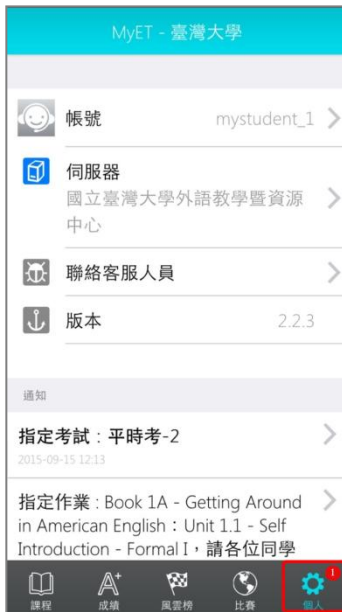 MyET - 臺灣大學
帳號 mystudent_1
伺服器
國立臺灣大學外語教學暨資源
中心
聯絡客服人員
版本 2.2.3
通知
指定考試：平時考-2
2015-09-15 12:13
指定作業 : Book 1A - Getting Around
in American English：Unit 1.1 - Self
Introduction - Formal I，請各位同學
1
課程 成績 風雲榜 比賽 個人